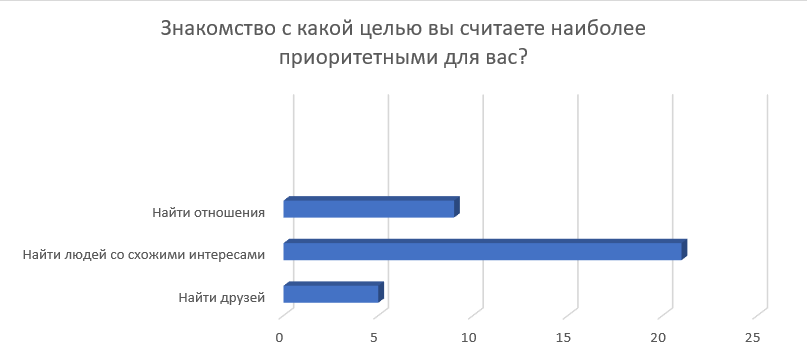 Знакомство с какой целью вы считаете наиболее
приоритетными для вас?
Найти отношения
Найти людей со схожими интересами
Найти друзей
0 5 10 15 20 25